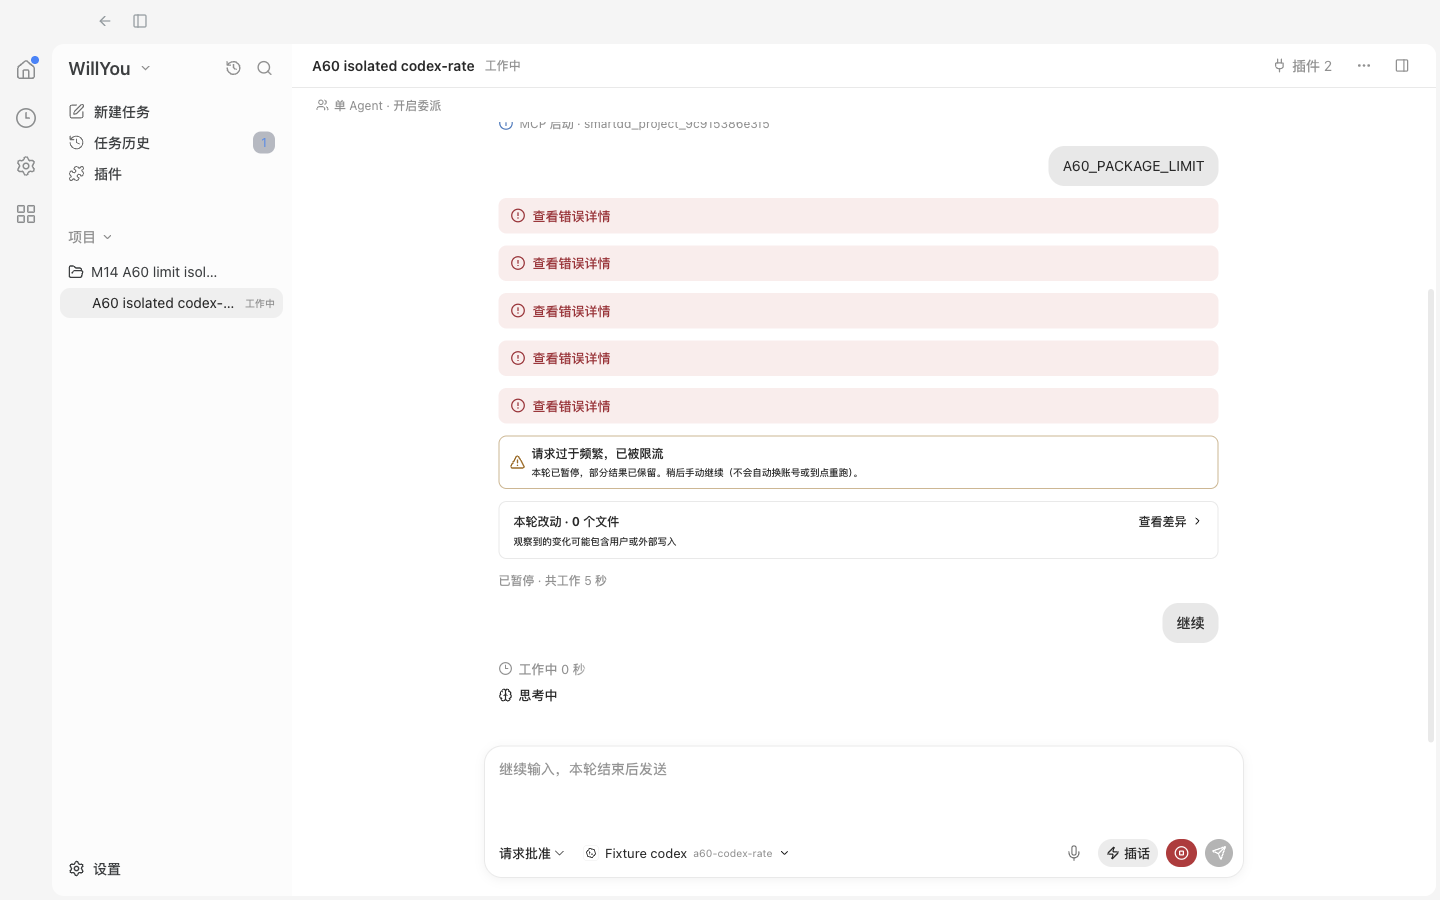 WillYou
新建任务
任务历史
1
插件
项目
M14 A60 limit isol...
A60 isolated codex-...
工作中
设置
A60 isolated codex-rate
工作中
插件 2
单 Agent · 开启委派
MCP 启动 · smartdd_project_9c915386e315
A60_PACKAGE_LIMIT
查看错误详情
查看错误详情
查看错误详情
查看错误详情
查看错误详情
请求过于频繁，已被限流
本轮已暂停，部分结果已保留。稍后手动继续（不会自动换账号或到点重跑）。
本轮改动 · 0 个文件
查看差异
观察到的变化可能包含用户或外部写入
已暂停 · 共工作 5 秒
继续
工作中 0 秒
思考中
继续输入，本轮结束后发送
请求批准
Fixture codex
a60-codex-rate
插话